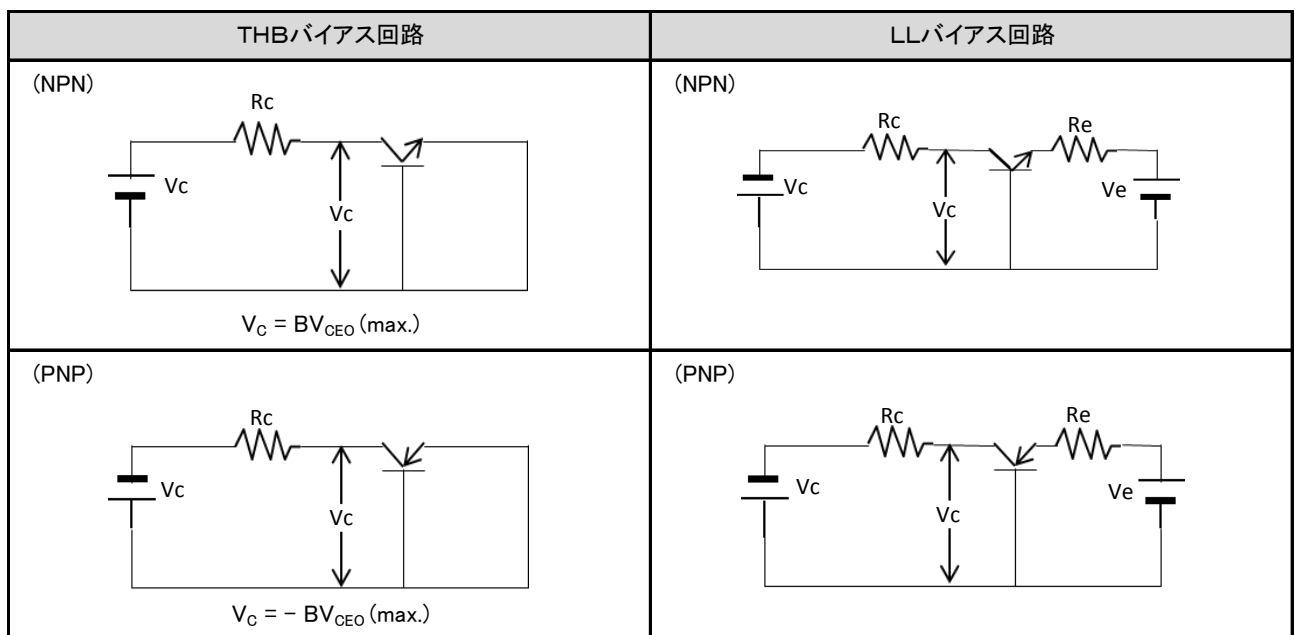 THBバイアス回路
LLバイアス回路
(NPN)
Rc
Vc
Vc
V_C = BV_CEO (max.)
(NPN)
Rc
Re
Vc
Vc
Ve
(PNP)
Rc
Vc
Vc
V_C = − BV_CEO (max.)
(PNP)
Rc
Re
Vc
Vc
Ve